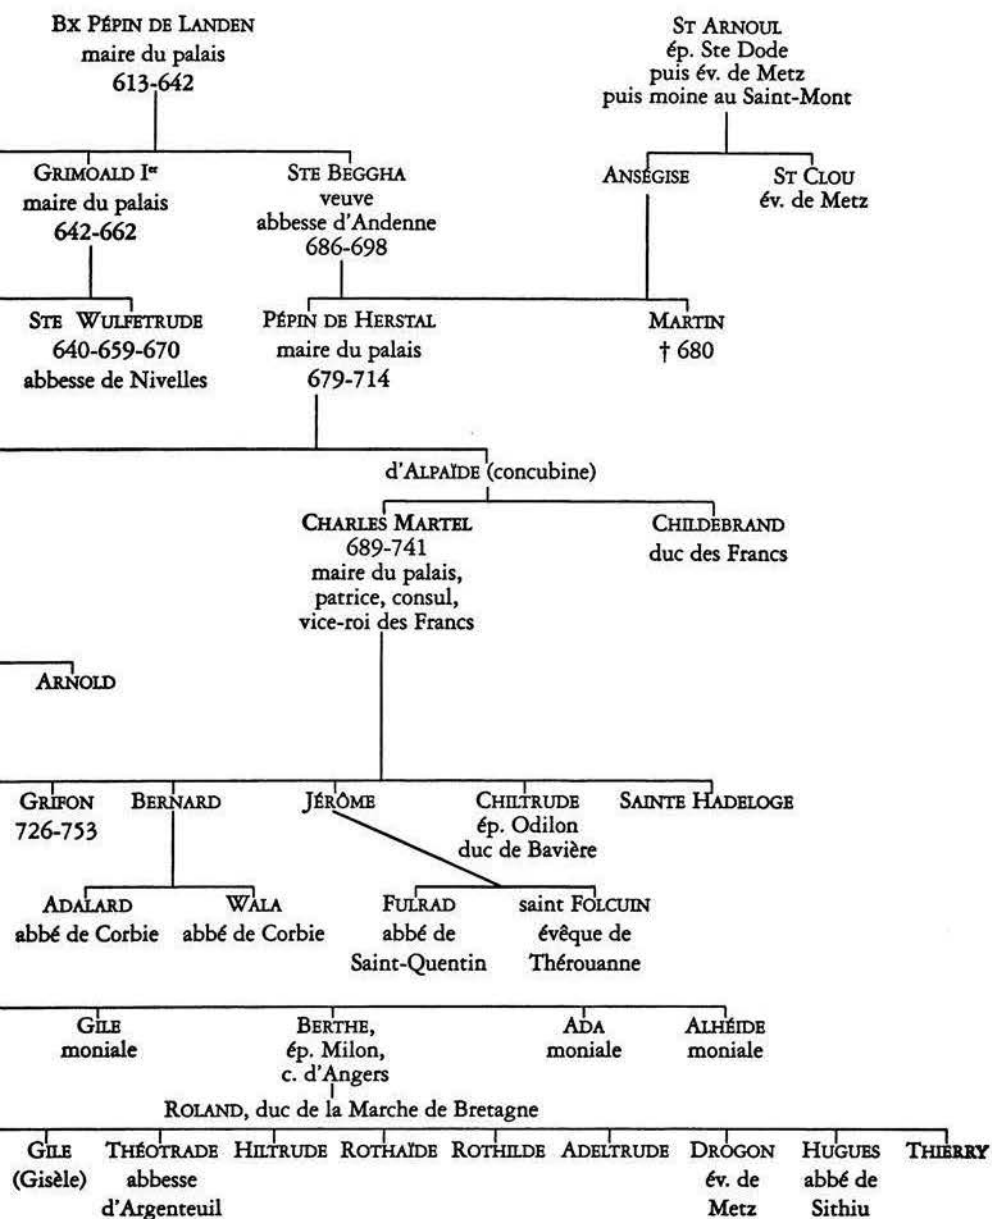 Bx PÉPIN DE LANDEN
maire du palais
613-642
ST ARNOUL
ép. Ste Dode
puis év. de Metz
puis moine au Saint-Mont
GRIMOALD Ier
maire du palais
642-662
STE BEGGHA
veuve
abbesse d'Andenne
686-698
ANSÉGISE
ST CLOU
év. de Metz
STE WULFETRUDE
640-659-670
abbesse de Nivelles
PÉPIN DE HERSTAL
maire du palais
679-714
MARTIN
† 680
d'ALPAÏDE (concubine)
CHARLES MARTEL
689-741
maire du palais,
patrice, consul,
vice-roi des Francs
CHILDEBRAND
duc des Francs
ARNOLD
GRIFON
726-753
BERNARD
JÉRÔME
CHILTRUDE
ép. Odilon
duc de Bavière
SAINTE HADELOGE
ADALARD
abbé de Corbie
WALA
abbé de Corbie
FULRAD
abbé de
Saint-Quentin
saint FOLCUIN
évêque de
Thérouanne
GILE
moniale
BERTHE,
ép. Milon,
c. d'Angers
ADA
moniale
ALHÉIDE
moniale
ROLAND, duc de la Marche de Bretagne
GILE
(Gisèle)
THÉOTRADE
abbesse
d'Argenteuil
HILTRUDE
ROTHAÏDE
ROTHILDE
ADELTRUDE
DROGON
év. de
Metz
HUGUES
abbé de
Sithiu
THIERRY